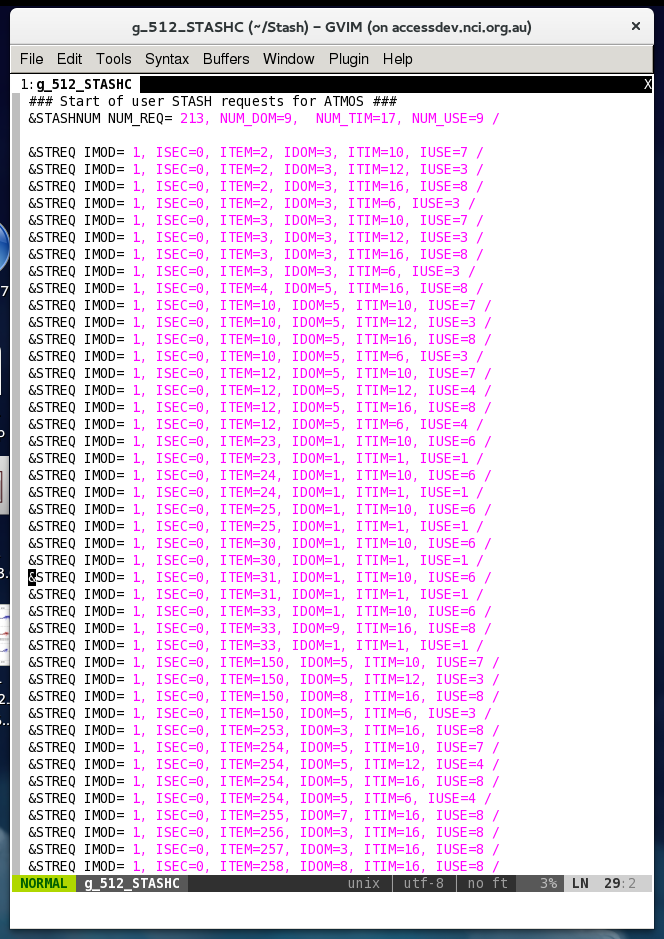 g_512_STASHC (~/Stash) – GVIM (on accessdev.nci.org.au) ×
File Edit Tools Syntax Buffers Window Plugin Help
1:g_512_STASHC X
### Start of user STASH requests for ATMOS ###
&STASHNUM NUM_REQ= 213, NUM_DOM=9,  NUM_TIM=17, NUM_USE=9 /
&STREQ IMOD= 1, ISEC=0, ITEM=2, IDOM=3, ITIM=10, IUSE=7 /
&STREQ IMOD= 1, ISEC=0, ITEM=2, IDOM=3, ITIM=12, IUSE=3 /
&STREQ IMOD= 1, ISEC=0, ITEM=2, IDOM=3, ITIM=16, IUSE=8 /
&STREQ IMOD= 1, ISEC=0, ITEM=2, IDOM=3, ITIM=6, IUSE=3 /
&STREQ IMOD= 1, ISEC=0, ITEM=3, IDOM=3, ITIM=10, IUSE=7 /
&STREQ IMOD= 1, ISEC=0, ITEM=3, IDOM=3, ITIM=12, IUSE=3 /
&STREQ IMOD= 1, ISEC=0, ITEM=3, IDOM=3, ITIM=16, IUSE=8 /
&STREQ IMOD= 1, ISEC=0, ITEM=3, IDOM=3, ITIM=6, IUSE=3 /
&STREQ IMOD= 1, ISEC=0, ITEM=4, IDOM=5, ITIM=16, IUSE=8 /
&STREQ IMOD= 1, ISEC=0, ITEM=10, IDOM=5, ITIM=10, IUSE=7 /
&STREQ IMOD= 1, ISEC=0, ITEM=10, IDOM=5, ITIM=12, IUSE=3 /
&STREQ IMOD= 1, ISEC=0, ITEM=10, IDOM=5, ITIM=16, IUSE=8 /
&STREQ IMOD= 1, ISEC=0, ITEM=10, IDOM=5, ITIM=6, IUSE=3 /
&STREQ IMOD= 1, ISEC=0, ITEM=12, IDOM=5, ITIM=10, IUSE=7 /
&STREQ IMOD= 1, ISEC=0, ITEM=12, IDOM=5, ITIM=12, IUSE=4 /
&STREQ IMOD= 1, ISEC=0, ITEM=12, IDOM=5, ITIM=16, IUSE=8 /
&STREQ IMOD= 1, ISEC=0, ITEM=12, IDOM=5, ITIM=6, IUSE=4 /
&STREQ IMOD= 1, ISEC=0, ITEM=23, IDOM=1, ITIM=10, IUSE=6 /
&STREQ IMOD= 1, ISEC=0, ITEM=23, IDOM=1, ITIM=1, IUSE=1 /
&STREQ IMOD= 1, ISEC=0, ITEM=24, IDOM=1, ITIM=10, IUSE=6 /
&STREQ IMOD= 1, ISEC=0, ITEM=24, IDOM=1, ITIM=1, IUSE=1 /
&STREQ IMOD= 1, ISEC=0, ITEM=25, IDOM=1, ITIM=10, IUSE=6 /
&STREQ IMOD= 1, ISEC=0, ITEM=25, IDOM=1, ITIM=1, IUSE=1 /
&STREQ IMOD= 1, ISEC=0, ITEM=30, IDOM=1, ITIM=10, IUSE=6 /
&STREQ IMOD= 1, ISEC=0, ITEM=30, IDOM=1, ITIM=1, IUSE=1 /
&STREQ IMOD= 1, ISEC=0, ITEM=31, IDOM=1, ITIM=10, IUSE=6 /
&STREQ IMOD= 1, ISEC=0, ITEM=31, IDOM=1, ITIM=1, IUSE=1 /
&STREQ IMOD= 1, ISEC=0, ITEM=33, IDOM=1, ITIM=10, IUSE=6 /
&STREQ IMOD= 1, ISEC=0, ITEM=33, IDOM=9, ITIM=16, IUSE=8 /
&STREQ IMOD= 1, ISEC=0, ITEM=33, IDOM=1, ITIM=1, IUSE=1 /
&STREQ IMOD= 1, ISEC=0, ITEM=150, IDOM=5, ITIM=10, IUSE=7 /
&STREQ IMOD= 1, ISEC=0, ITEM=150, IDOM=5, ITIM=12, IUSE=3 /
&STREQ IMOD= 1, ISEC=0, ITEM=150, IDOM=8, ITIM=16, IUSE=8 /
&STREQ IMOD= 1, ISEC=0, ITEM=150, IDOM=5, ITIM=6, IUSE=3 /
&STREQ IMOD= 1, ISEC=0, ITEM=253, IDOM=3, ITIM=16, IUSE=8 /
&STREQ IMOD= 1, ISEC=0, ITEM=254, IDOM=5, ITIM=10, IUSE=7 /
&STREQ IMOD= 1, ISEC=0, ITEM=254, IDOM=5, ITIM=12, IUSE=4 /
&STREQ IMOD= 1, ISEC=0, ITEM=254, IDOM=5, ITIM=16, IUSE=8 /
&STREQ IMOD= 1, ISEC=0, ITEM=254, IDOM=5, ITIM=6, IUSE=4 /
&STREQ IMOD= 1, ISEC=0, ITEM=255, IDOM=7, ITIM=16, IUSE=8 /
&STREQ IMOD= 1, ISEC=0, ITEM=256, IDOM=3, ITIM=16, IUSE=8 /
&STREQ IMOD= 1, ISEC=0, ITEM=257, IDOM=3, ITIM=16, IUSE=8 /
&STREQ IMOD= 1, ISEC=0, ITEM=258, IDOM=8, ITIM=16, IUSE=8 /
NORMAL g_512_STASHC unix | utf-8 | no ft 3% LN 29:2